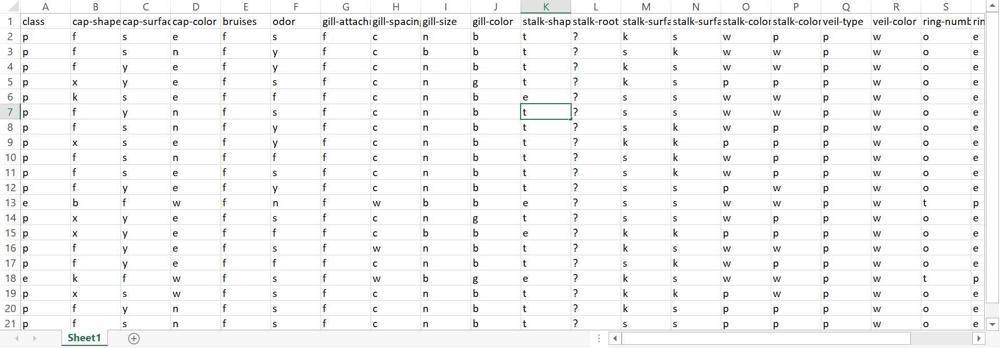 A B C D E F G H I J K L M N O P Q R S
1 class cap-shape cap-surfac cap-color bruises odor gill-attach gill-spacing gill-size gill-color stalk-shap stalk-root stalk-surfa stalk-surfa stalk-color stalk-color veil-type veil-color ring-numb rin
2 p f s e f s f c n b t ? k s w p p w o e
3 p f s n f y f c b b t ? s k w w p w o e
4 p f y e f y f c n b t ? k s w w p w o e
5 p x y e f s f c n g t ? k s p p p w o e
6 p k s e f f f c n b e ? s s w w p w o e
7 p f y n f s f c n b t ? s s w w p w o e
8 p f s n f y f c n b t ? s k w p p w o e
9 p x s e f y f c n b t ? k k p p p w o e
10 p f s n f f f c n b t ? s k w p p w o e
11 p f s e f s f c n b t ? s k w p p w o e
12 p f y e f y f c n b t ? s s p w p w o e
13 e b f w f n f w b b e ? s s w w p w t p
14 p x y e f s f c n g t ? s s w p p w o e
15 p x y e f f f c b b e ? k k p p p w o e
16 p f y e f s f w n b t ? k s w w p w o e
17 p f y e f f f c n b t ? s k w p p w o e
18 e k f w f s f w b g e ? k s w w p w t p
19 p x s w f s f c n b t ? k k p w p w o e
20 p f y n f s f c n b t ? k s p p p w o e
21 p f s n f s f c n b t ? s s p p p w o e
Sheet1